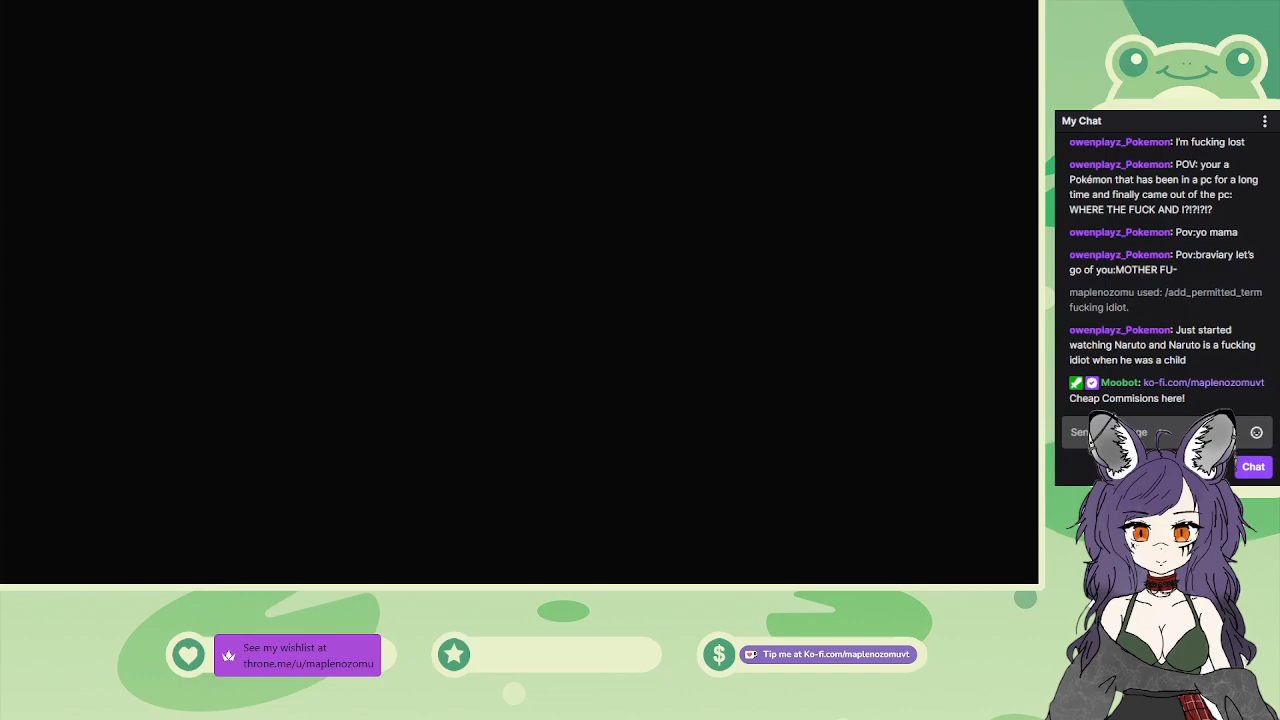 My Chat
owenplayz_Pokemon: I'm fucking lost
owenplayz_Pokemon: POV: your a
Pokémon that has been in a pc for a long
time and finally came out of the pc:
WHERE THE FUCK AND I?!?!?!?
owenplayz_Pokemon: Pov:yo mama
owenplayz_Pokemon: Pov:braviary let's
go of you:MOTHER FU-
maplenozomu used: /add_permitted_term
fucking idiot.
owenplayz_Pokemon: Just started
watching Naruto and Naruto is a fucking
idiot when he was a child
Moobot: ko-fi.com/maplenozomuvt
Cheap Commisions here!
Chat
See my wishlist at
throne.me/u/maplenozomu
$ Tip me at Ko-fi.com/maplenozomuvt